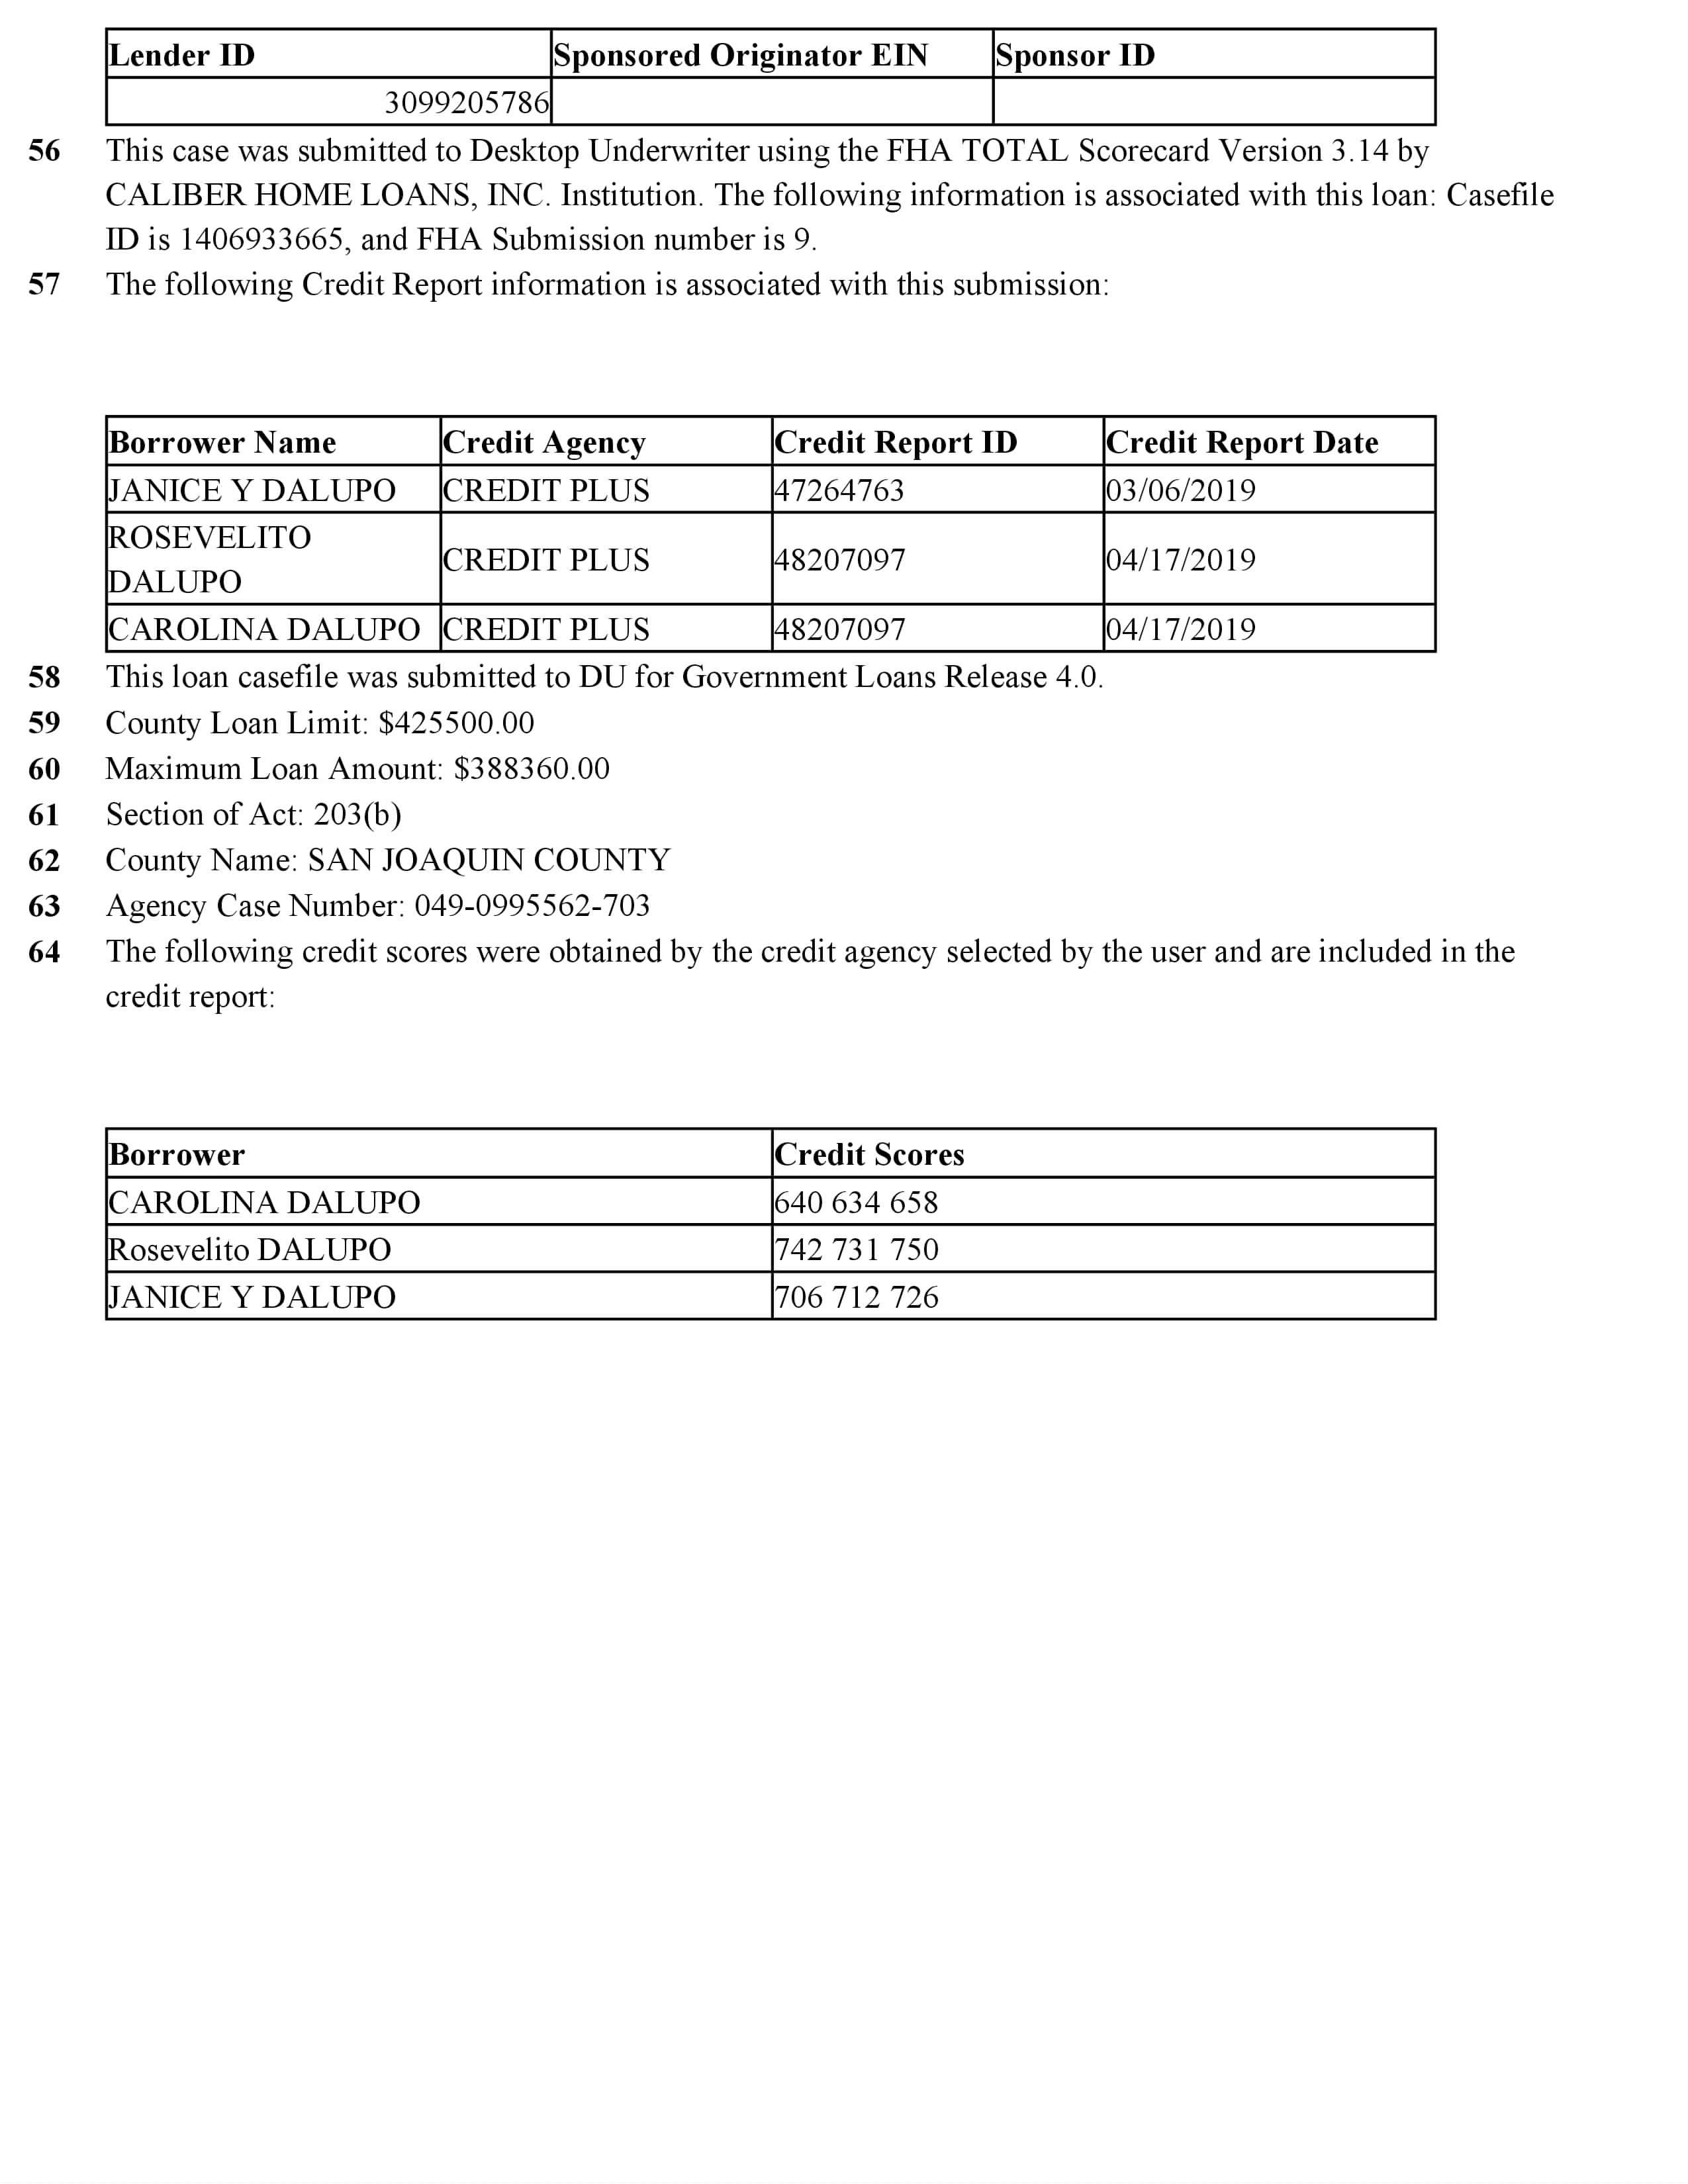 Lender ID Sponsored Originator EIN Sponsor ID
3099205786
56 This case was submitted to Desktop Underwriter using the FHA TOTAL Scorecard Version 3.14 by
CALIBER HOME LOANS, INC. Institution. The following information is associated with this loan: Casefile
ID is 1406933665, and FHA Submission number is 9.
57 The following Credit Report information is associated with this submission:
Borrower Name Credit Agency Credit Report ID Credit Report Date
JANICE Y DALUPO CREDIT PLUS 47264763 03/06/2019
ROSEVELITO
DALUPO CREDIT PLUS 48207097 04/17/2019
CAROLINA DALUPO CREDIT PLUS 48207097 04/17/2019
58 This loan casefile was submitted to DU for Government Loans Release 4.0.
59 County Loan Limit: $425500.00
60 Maximum Loan Amount: $388360.00
61 Section of Act: 203(b)
62 County Name: SAN JOAQUIN COUNTY
63 Agency Case Number: 049-0995562-703
64 The following credit scores were obtained by the credit agency selected by the user and are included in the
credit report:
Borrower Credit Scores
CAROLINA DALUPO 640 634 658
Rosevelito DALUPO 742 731 750
JANICE Y DALUPO 706 712 726